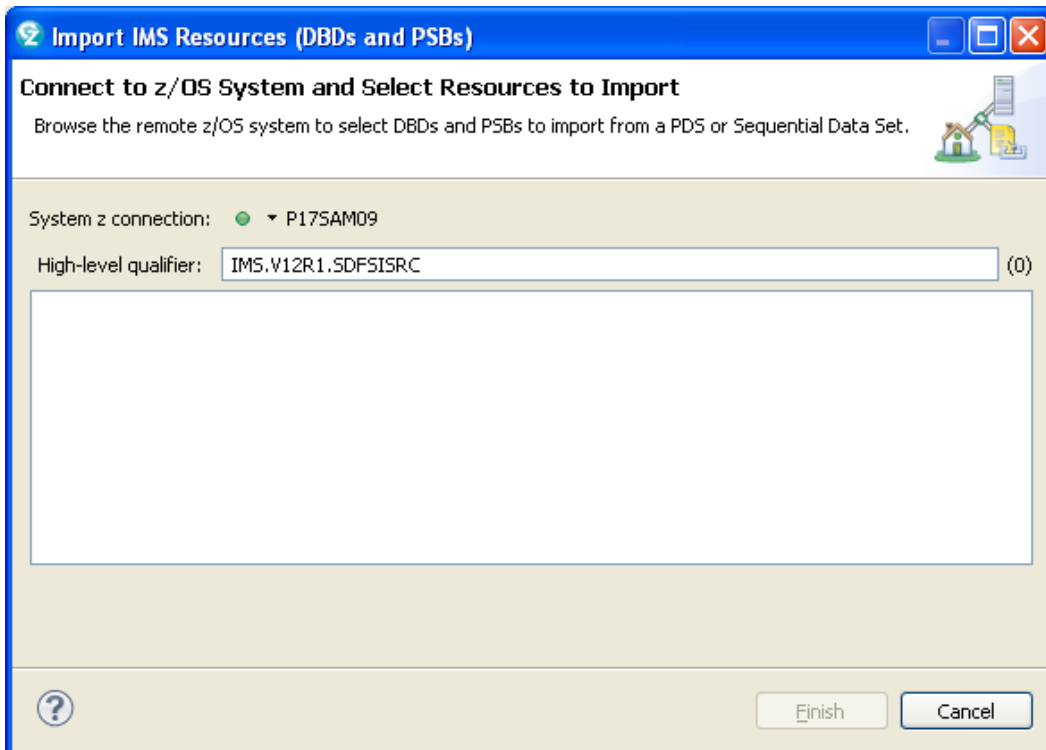 Import IMS Resources (DBDs and PSBs)
Connect to z/OS System and Select Resources to Import
Browse the remote z/OS system to select DBDs and PSBs to import from a PDS or Sequential Data Set.
System z connection: P17SAM09
High-level qualifier: IMS.V12R1.SDFSISRC (0)
? Finish Cancel